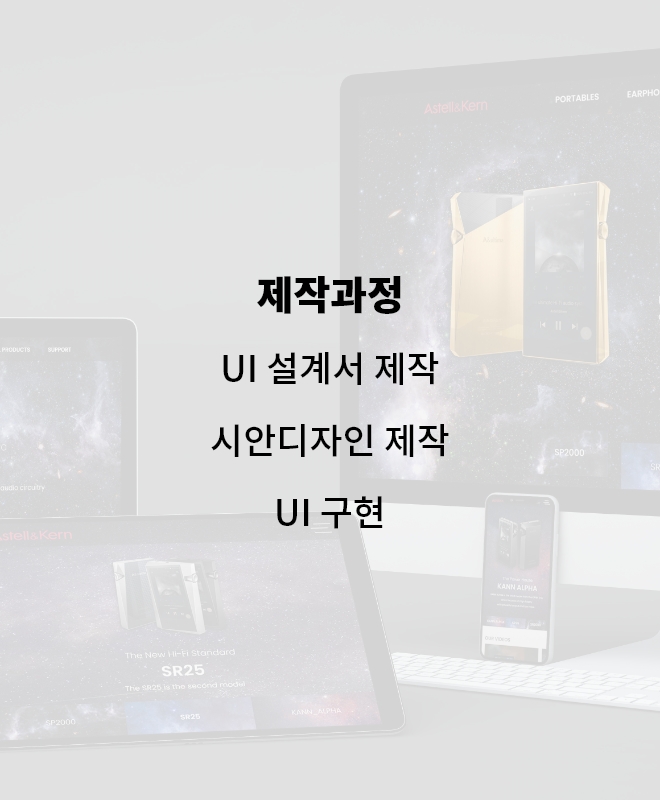 Astell&Kern
PORTABLES EARPHO
제작과정
PRODUCTS SUPPORT
UI 설계서 제작
시안디자인 제작
SP2000
UI 구현
Astell&Kern
KANN ALPHA
The New Hi-Fi Standard
SR25
The SR25 is the second model
SP2000 SR25 KANN ALPHA